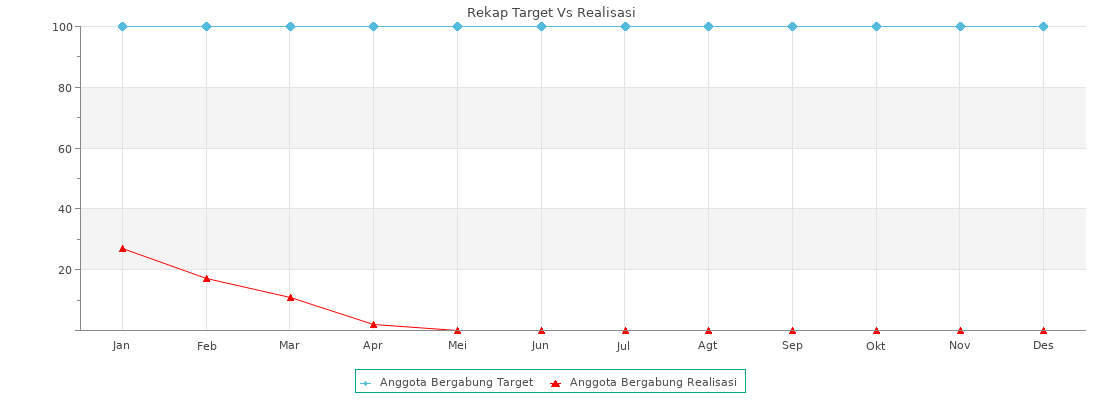 Rekap Target Vs Realisasi
100
80
60
40
20
Jan Feb Mar Apr Mei Jun Jul Agt Sep Okt Nov Des
Anggota Bergabung Target Anggota Bergabung Realisasi